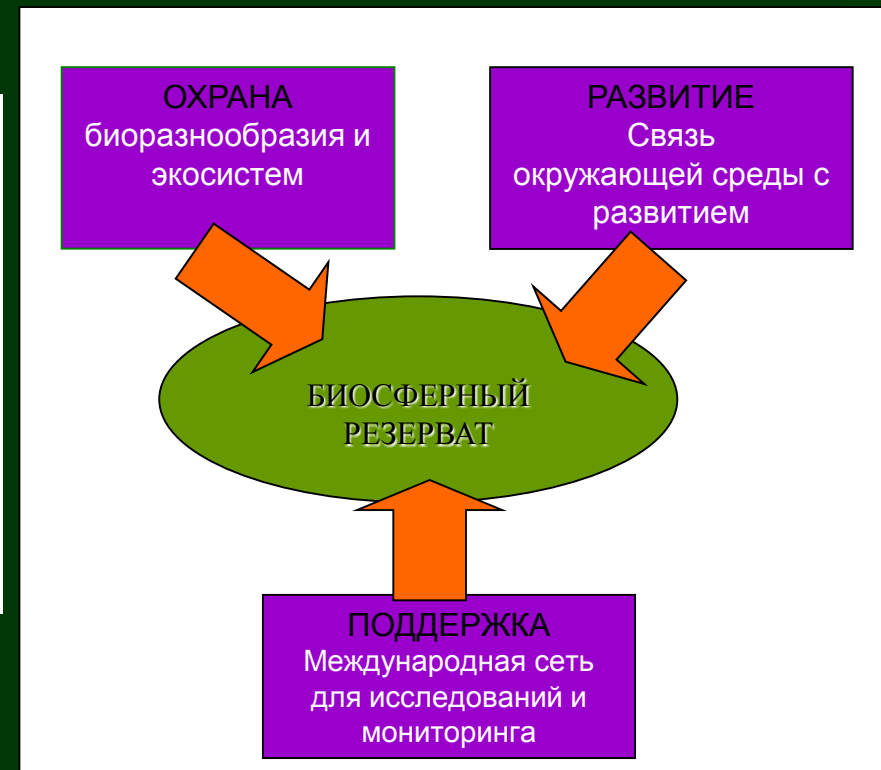 ОХРАНА
биоразнообразия и
экосистем
РАЗВИТИЕ
Связь
окружающей среды с
развитием
БИОСФЕРНЫЙ
РЕЗЕРВАТ
ПОДДЕРЖКА
Международная сеть
для исследований и
мониторинга